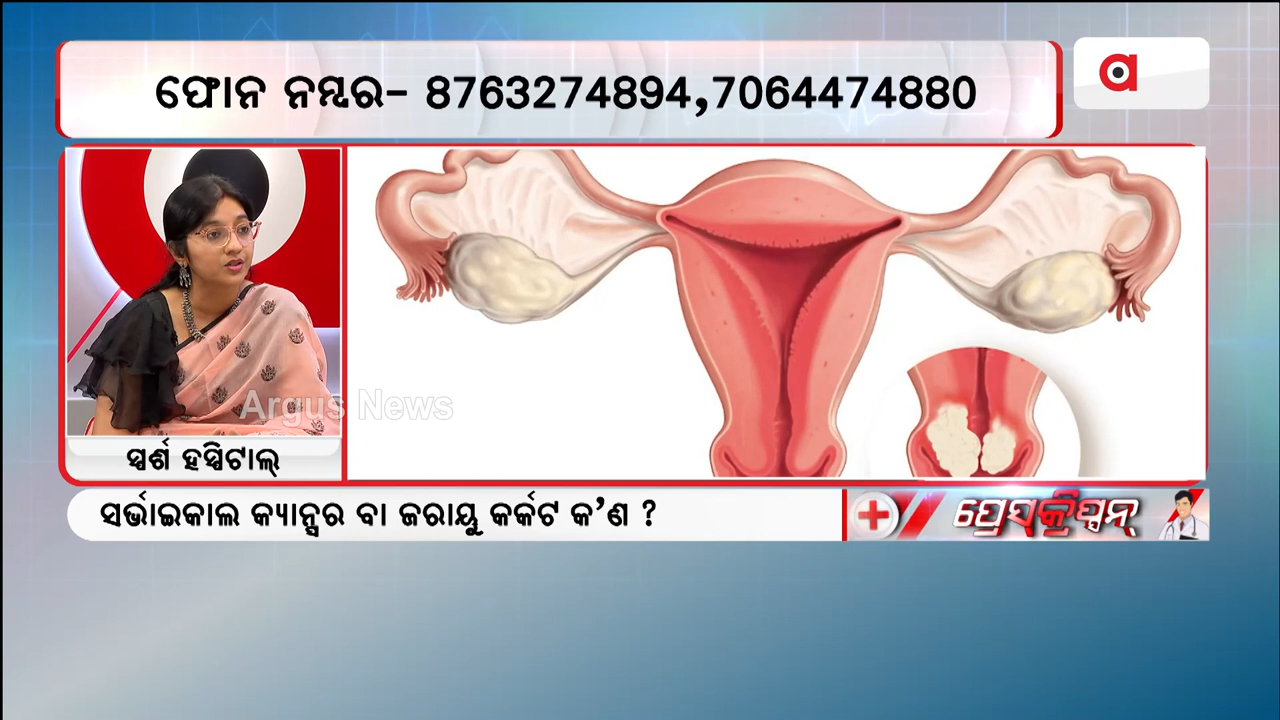 ଫୋନ ନମ୍ବର- 8763274894,7064474880
a
Argus News
ସ୍ପର୍ଶ ହସ୍ପିଟାଲ୍
ସର୍ଭାଇକାଲ କ୍ୟାନ୍ସର ବା ଜରାୟୁ କର୍କଟ କ'ଣ ?
ପ୍ରେସକ୍ରିପ୍ସନ୍